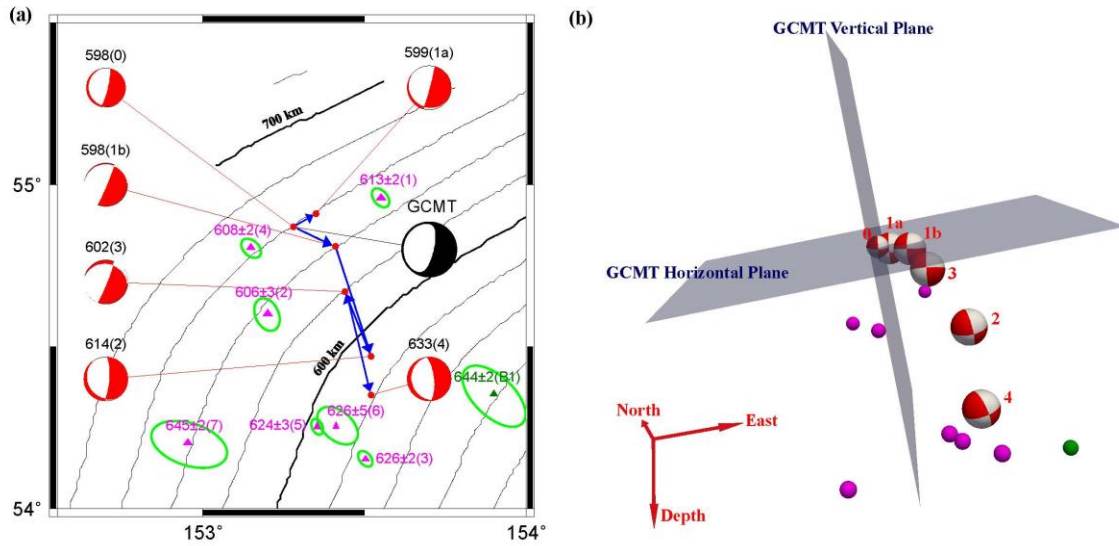 (a)
598(0)
599(1a)
700 km
598(1b)
55°
613±2(1)
GCMT
608±2(4)
602(3)
606±3(2)
600 km
614(2)
633(4)
644±2(B1)
645±2(7)
624±3(5)
626±5(6)
626±2(3)
54°
153°
154°
(b)
GCMT Vertical Plane
0
1a
1b
GCMT Horizontal Plane
3
2
4
North
East
Depth